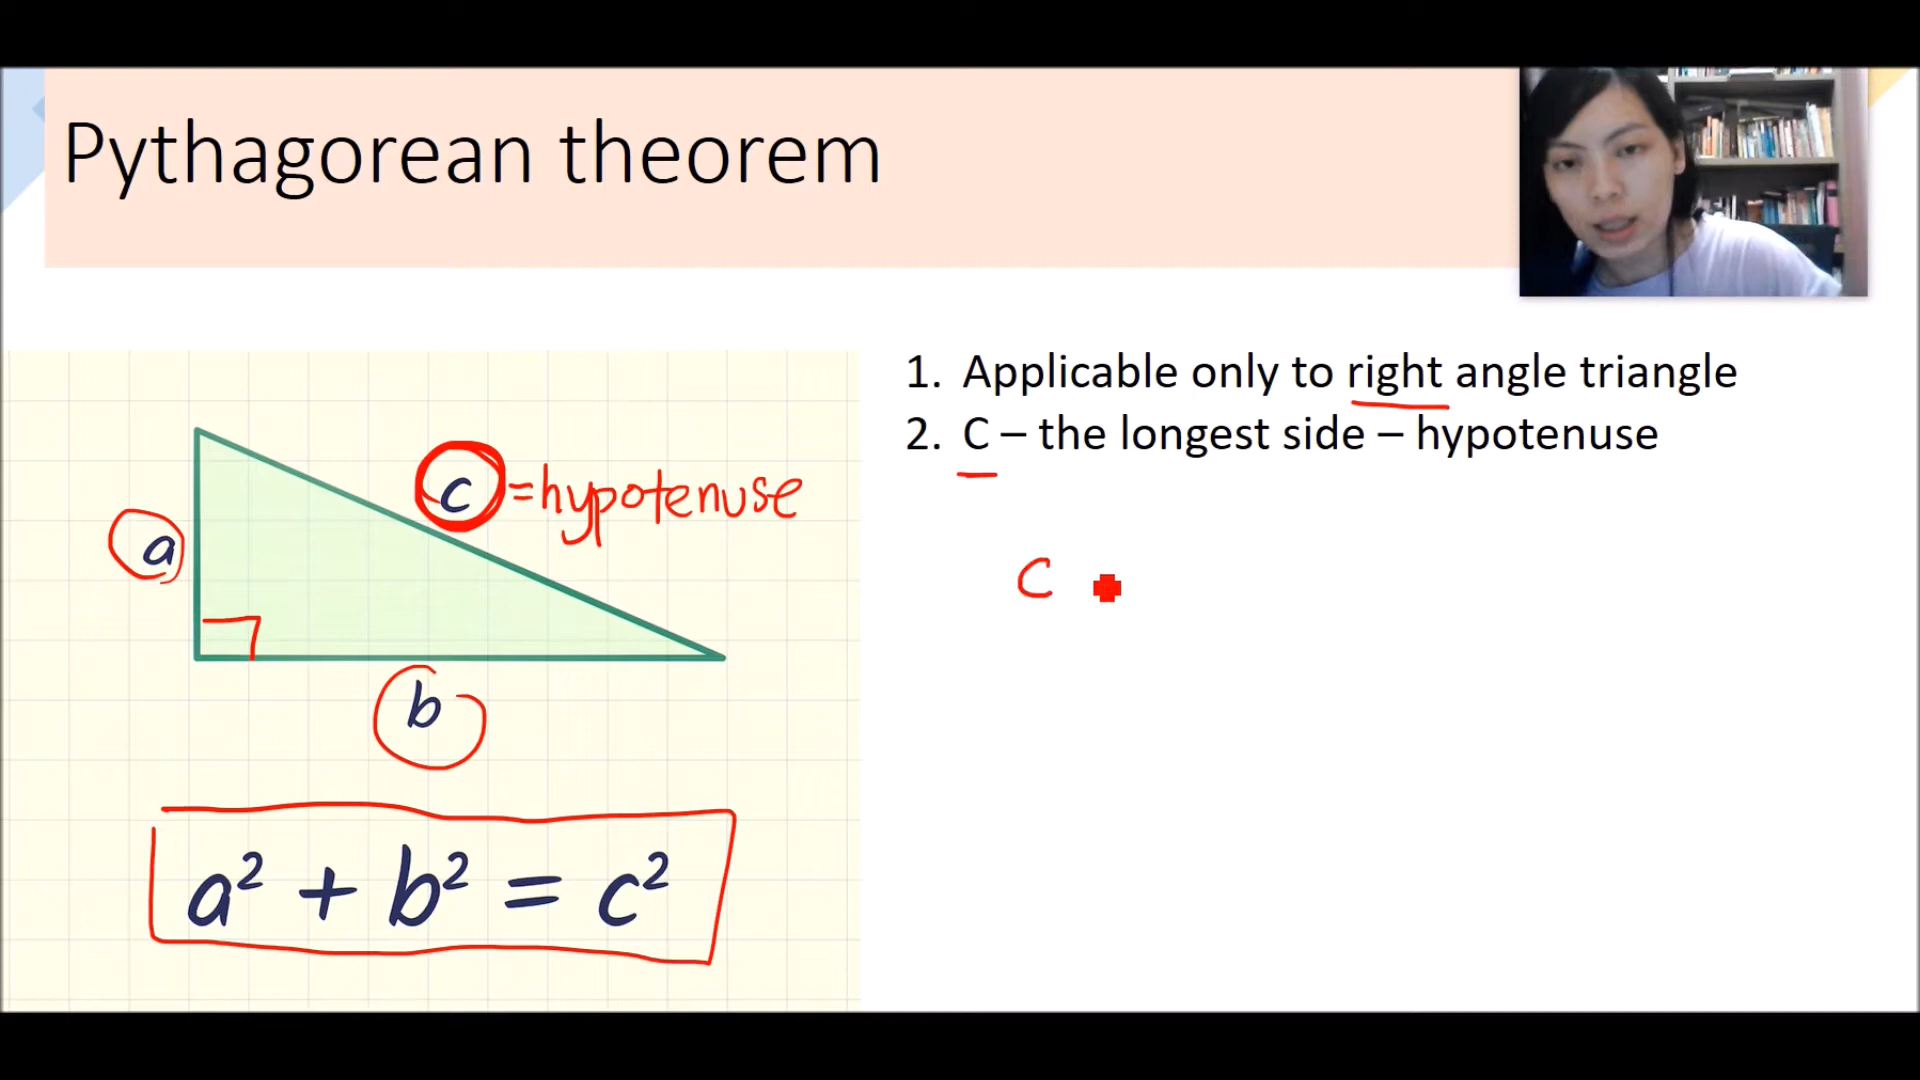 Pythagorean theorem
1. Applicable only to right angle triangle
2. C – the longest side – hypotenuse
c =hypotenuse
a
b
a² + b² = c²
C